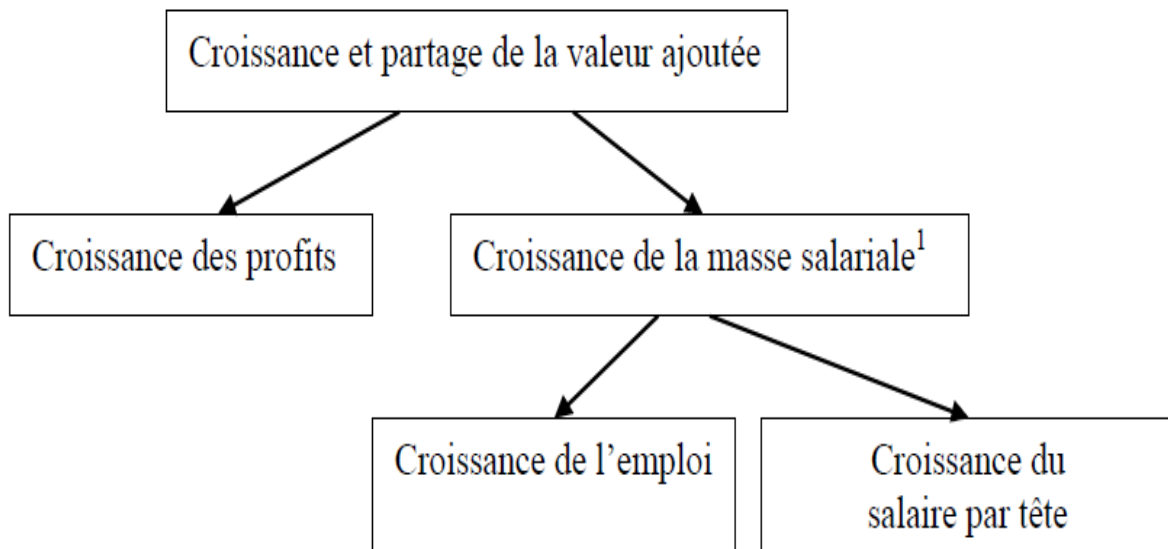 Croissance et partage de la valeur ajoutée
Croissance des profits
Croissance de la masse salariale¹
Croissance de l’emploi
Croissance du
salaire par tête